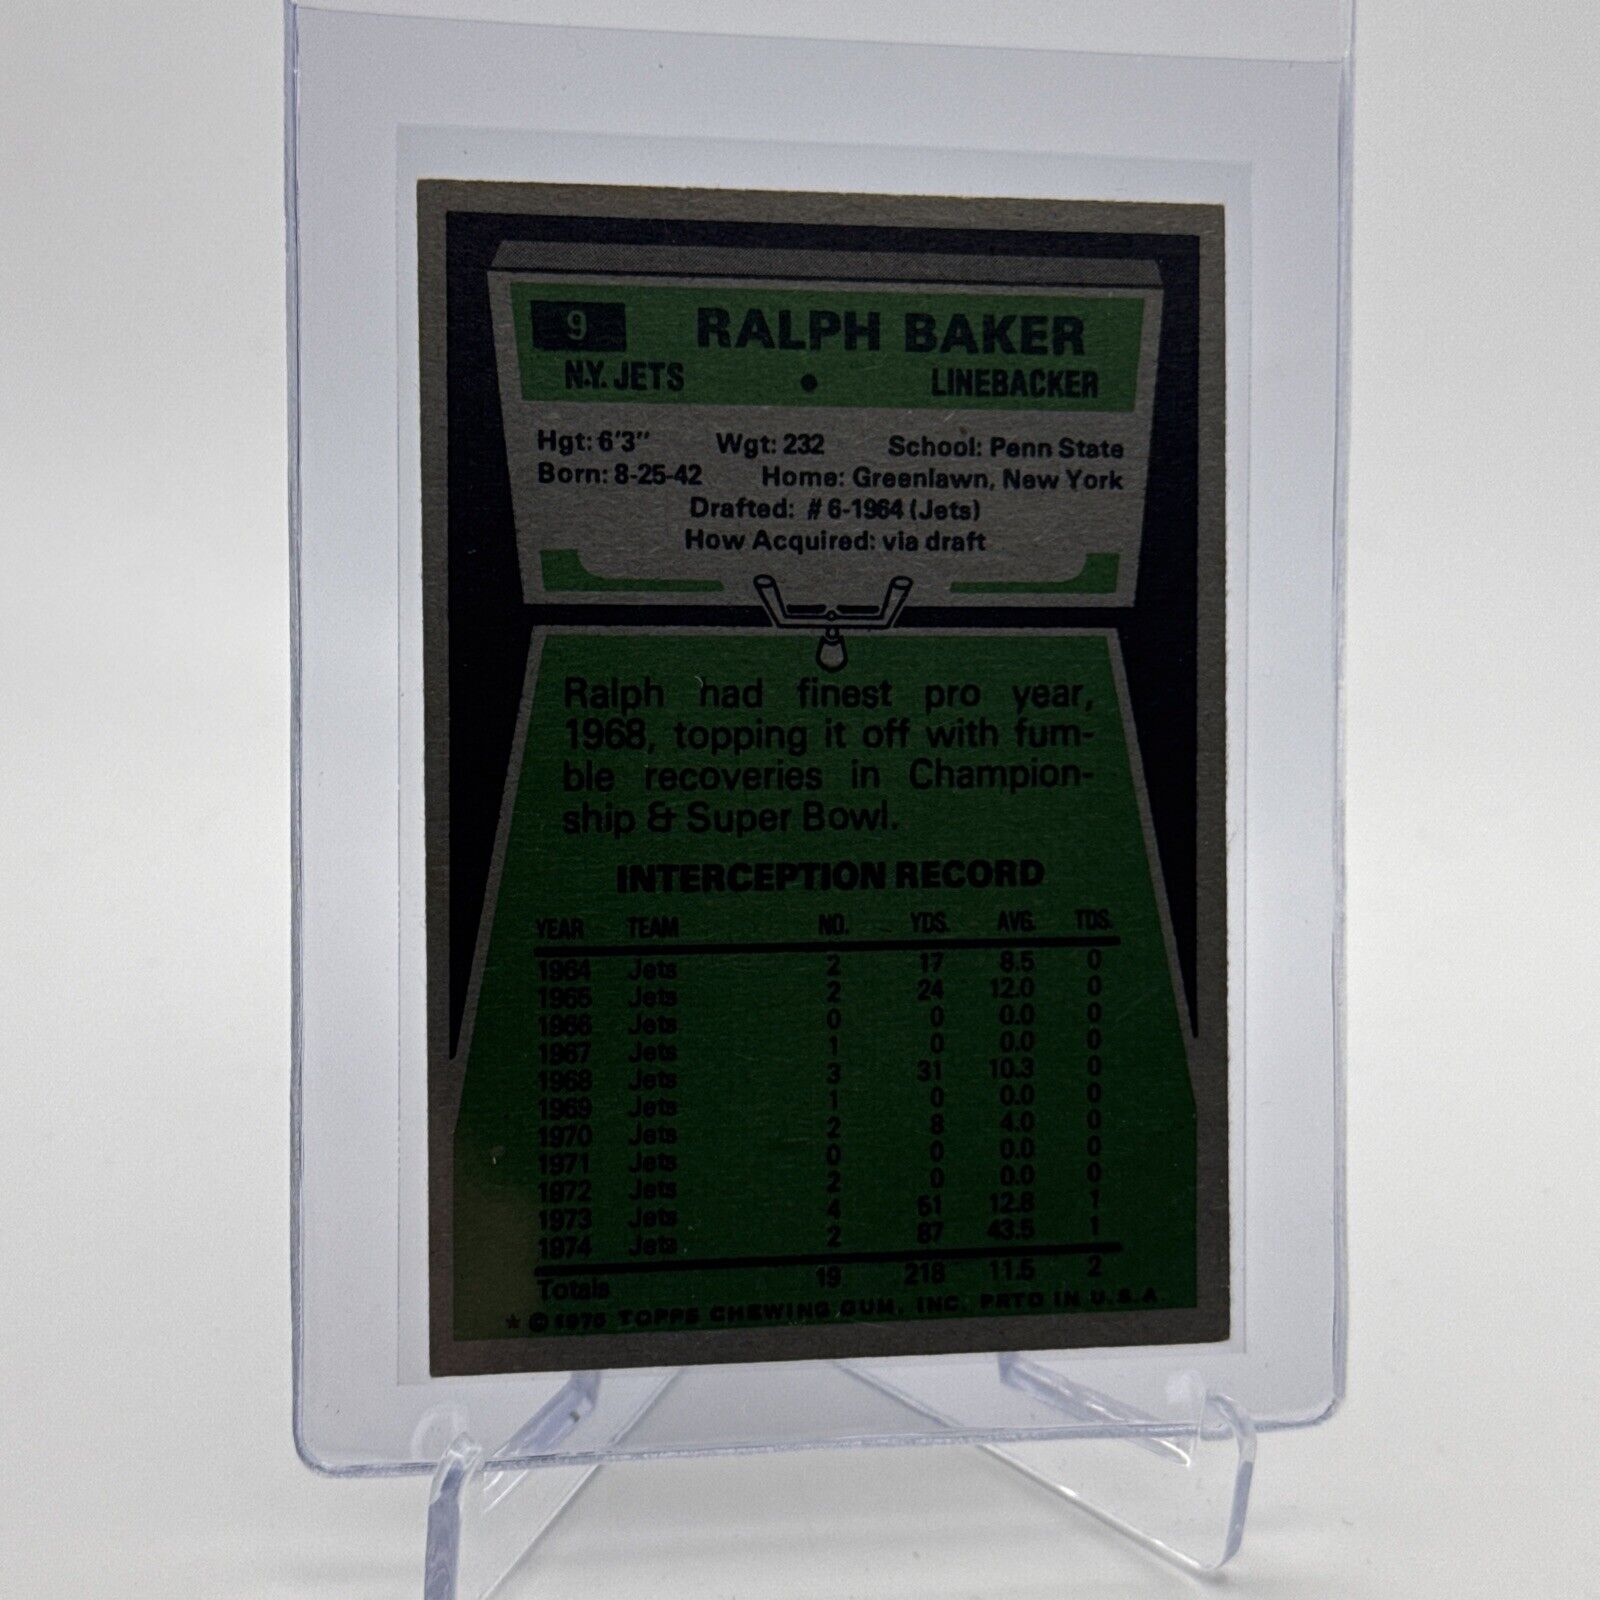 9 RALPH BAKER
N.Y. JETS • LINEBACKER
Hgt: 6'3" Wgt: 232 School: Penn State
Born: 8-25-42 Home: Greenlawn, New York
Drafted: #6-1964 (Jets)
How Acquired: via draft
Ralph had finest pro year,
1968, topping it off with fum-
ble recoveries in Champion-
ship & Super Bowl.
INTERCEPTION RECORD
YEAR TEAM NO. YDS. AVG. TDS.
1964 Jets 2 17 8.5 0
1965 Jets 2 24 12.0 0
1966 Jets 0 0 0.0 0
1967 Jets 1 0 0.0 0
1968 Jets 3 31 10.3 0
1969 Jets 1 0 0.0 0
1970 Jets 2 8 4.0 0
1971 Jets 0 0 0.0 0
1972 Jets 2 0 0.0 0
1973 Jets 4 51 12.8 1
1974 Jets 2 87 43.5 1
Totals 19 218 11.5 2
* © 1975 TOPPS CHEWING GUM, INC. PRTD IN U.S.A.